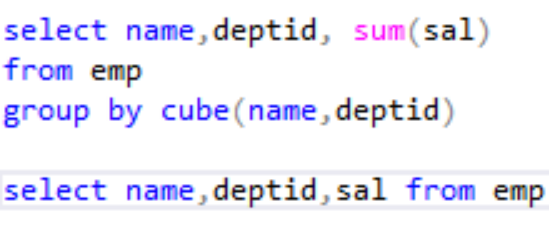 select name,deptid, sum(sal)
from emp
group by cube(name,deptid)
select name,deptid,sal from emp